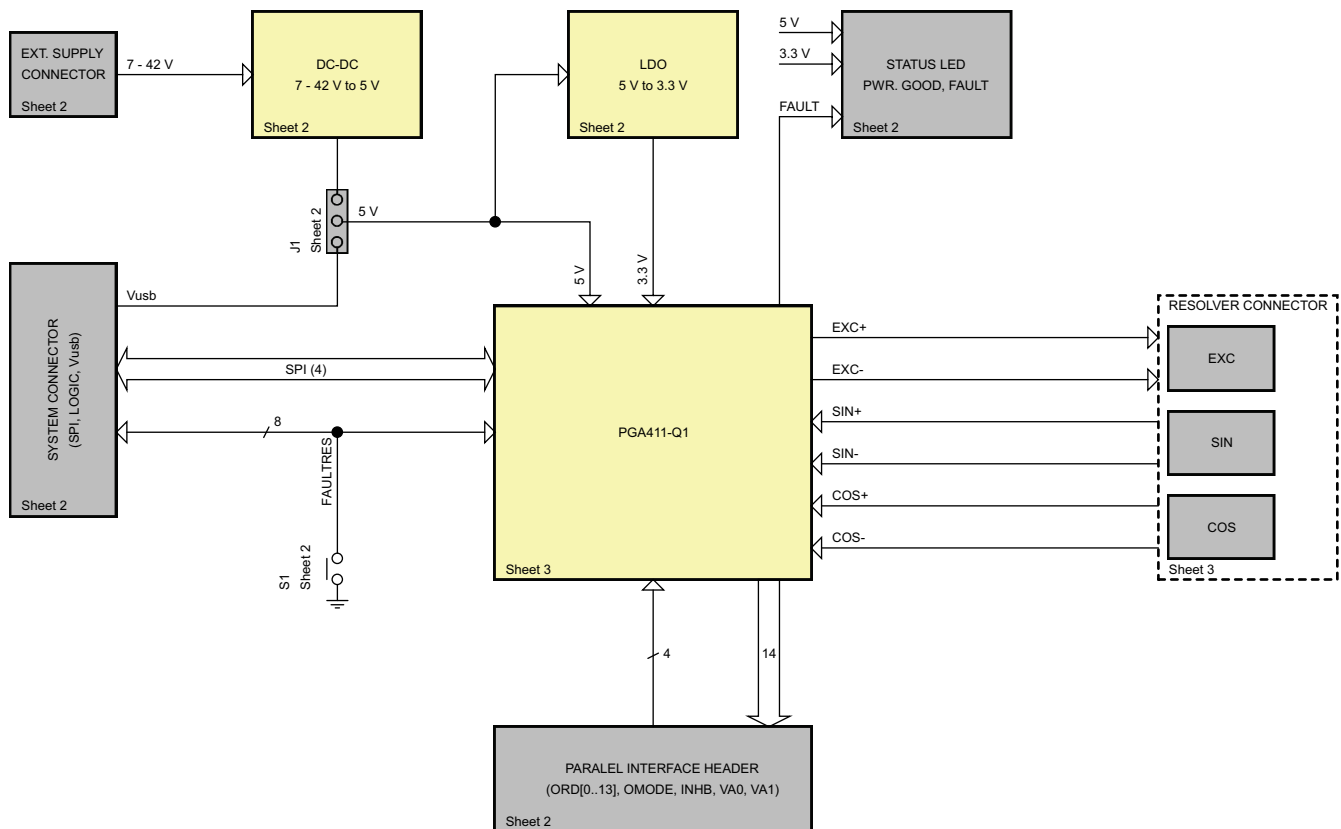 EXT. SUPPLY
CONNECTOR
Sheet 2
7 - 42 V
DC-DC
7 - 42 V to 5 V
Sheet 2
LDO
5 V to 3.3 V
Sheet 2
5 V
3.3 V
FAULT
STATUS LED
PWR. GOOD, FAULT
Sheet 2
J1
Sheet 2
5 V
5 V
3.3 V
SYSTEM CONNECTOR
(SPI, LOGIC, Vusb)
Sheet 2
Vusb
SPI (4)
8
FAULTRES
S1
Sheet 2
PGA411-Q1
Sheet 3
EXC+
EXC-
SIN+
SIN-
COS+
COS-
RESOLVER CONNECTOR
EXC
SIN
COS
Sheet 3
4
14
PARALEL INTERFACE HEADER
(ORD[0..13], OMODE, INHB, VA0, VA1)
Sheet 2